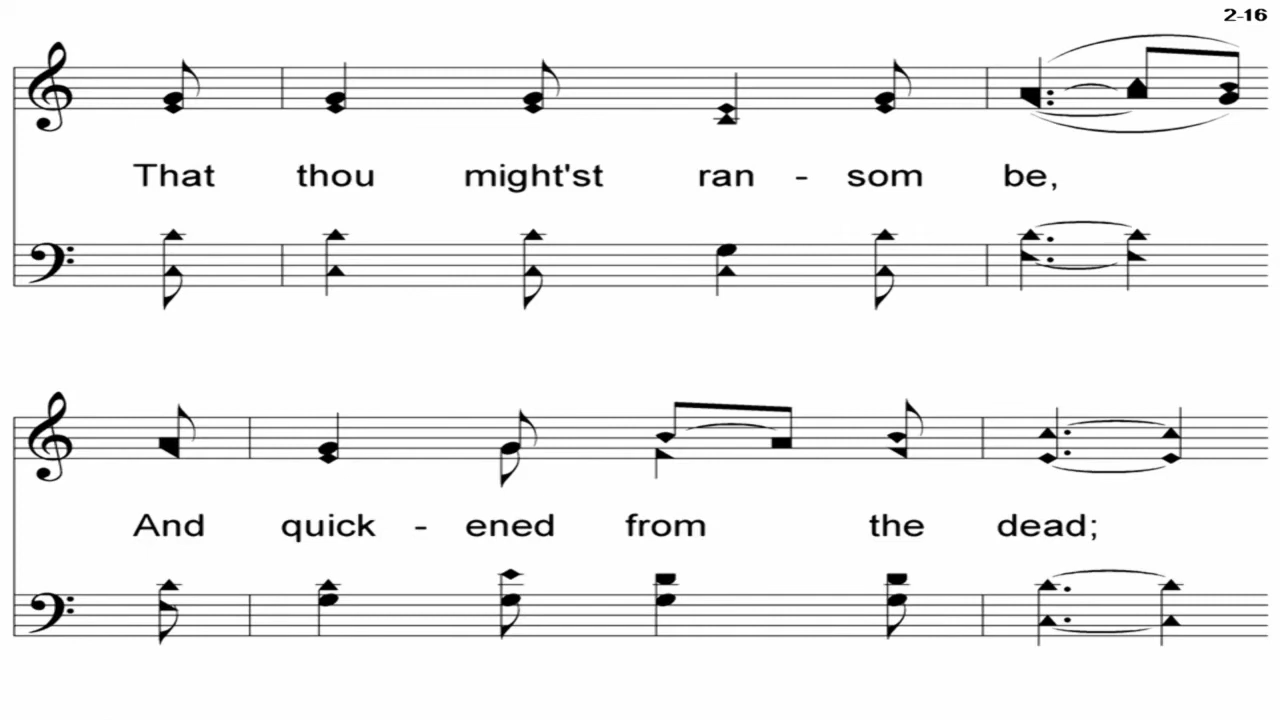 2-16
That thou might'st ran - som be,
And quick - ened from the dead;